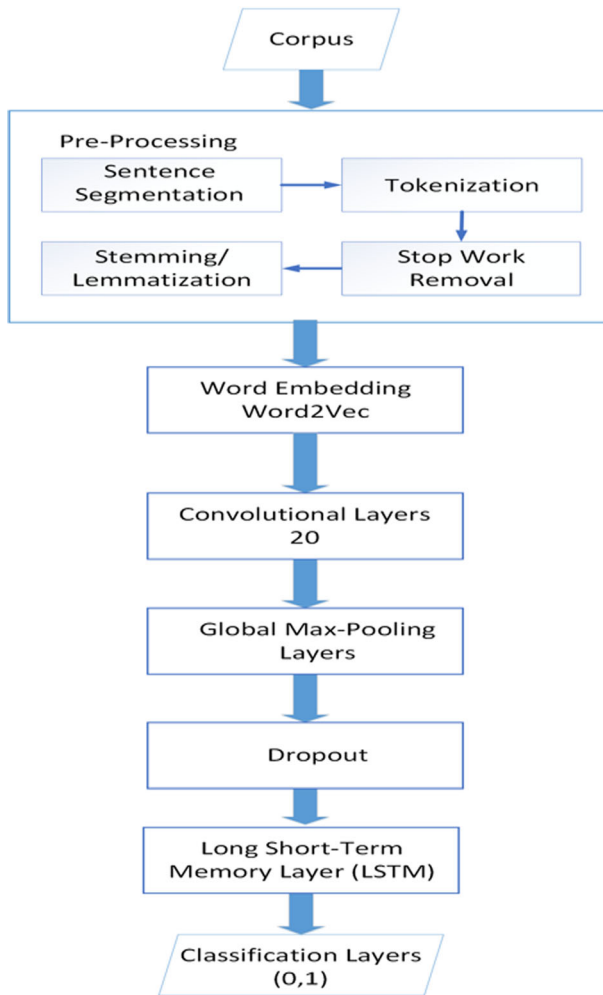 Corpus
Pre-Processing
Sentence
Segmentation
Tokenization
Stop Work
Removal
Stemming/
Lemmatization
Word Embedding
Word2Vec
Convolutional Layers
20
Global Max-Pooling
Layers
Dropout
Long Short-Term
Memory Layer (LSTM)
Classification Layers
(0,1)